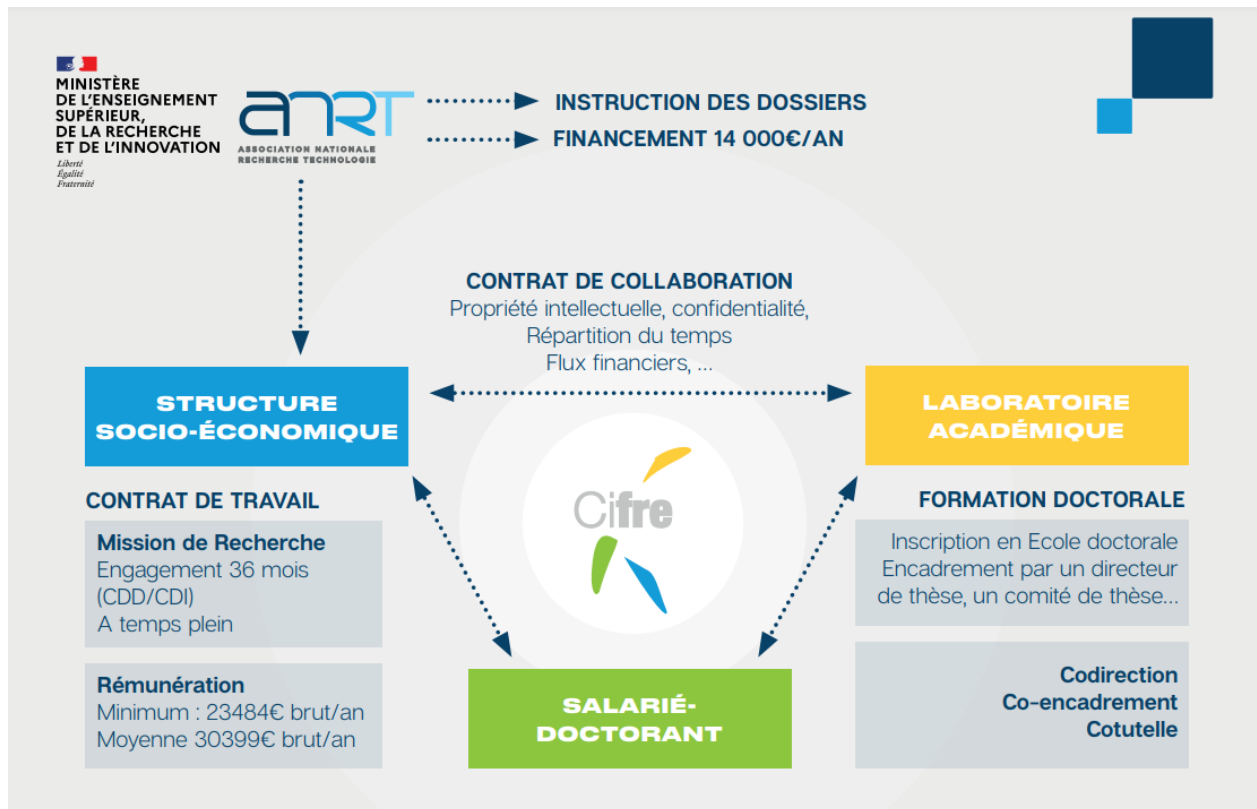 MINISTÈRE
DE L'ENSEIGNEMENT
SUPÉRIEUR,
DE LA RECHERCHE
ET DE L'INNOVATION
Liberté
Égalité
Fraternité
ANRT
ASSOCIATION NATIONALE
RECHERCHE TECHNOLOGIE
INSTRUCTION DES DOSSIERS
FINANCEMENT 14 000€/AN
CONTRAT DE COLLABORATION
Propriété intellectuelle, confidentialité,
Répartition du temps
Flux financiers, ...
STRUCTURE
SOCIO-ÉCONOMIQUE
LABORATOIRE
ACADÉMIQUE
Cifre
CONTRAT DE TRAVAIL
Mission de Recherche
Engagement 36 mois
(CDD/CDI)
A temps plein
Rémunération
Minimum : 23484€ brut/an
Moyenne 30399€ brut/an
FORMATION DOCTORALE
Inscription en Ecole doctorale
Encadrement par un directeur
de thèse, un comité de thèse...
Codirection
Co-encadrement
Cotutelle
SALARIÉ-
DOCTORANT